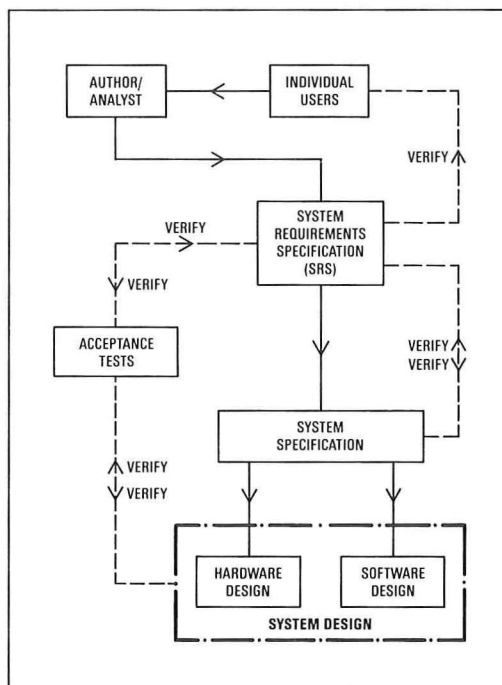 AUTHOR/
ANALYST
INDIVIDUAL
USERS
VERIFY
SYSTEM
REQUIREMENTS
SPECIFICATION
(SRS)
VERIFY
VERIFY
ACCEPTANCE
TESTS
VERIFY
VERIFY
SYSTEM
SPECIFICATION
VERIFY
VERIFY
HARDWARE
DESIGN
SOFTWARE
DESIGN
SYSTEM DESIGN